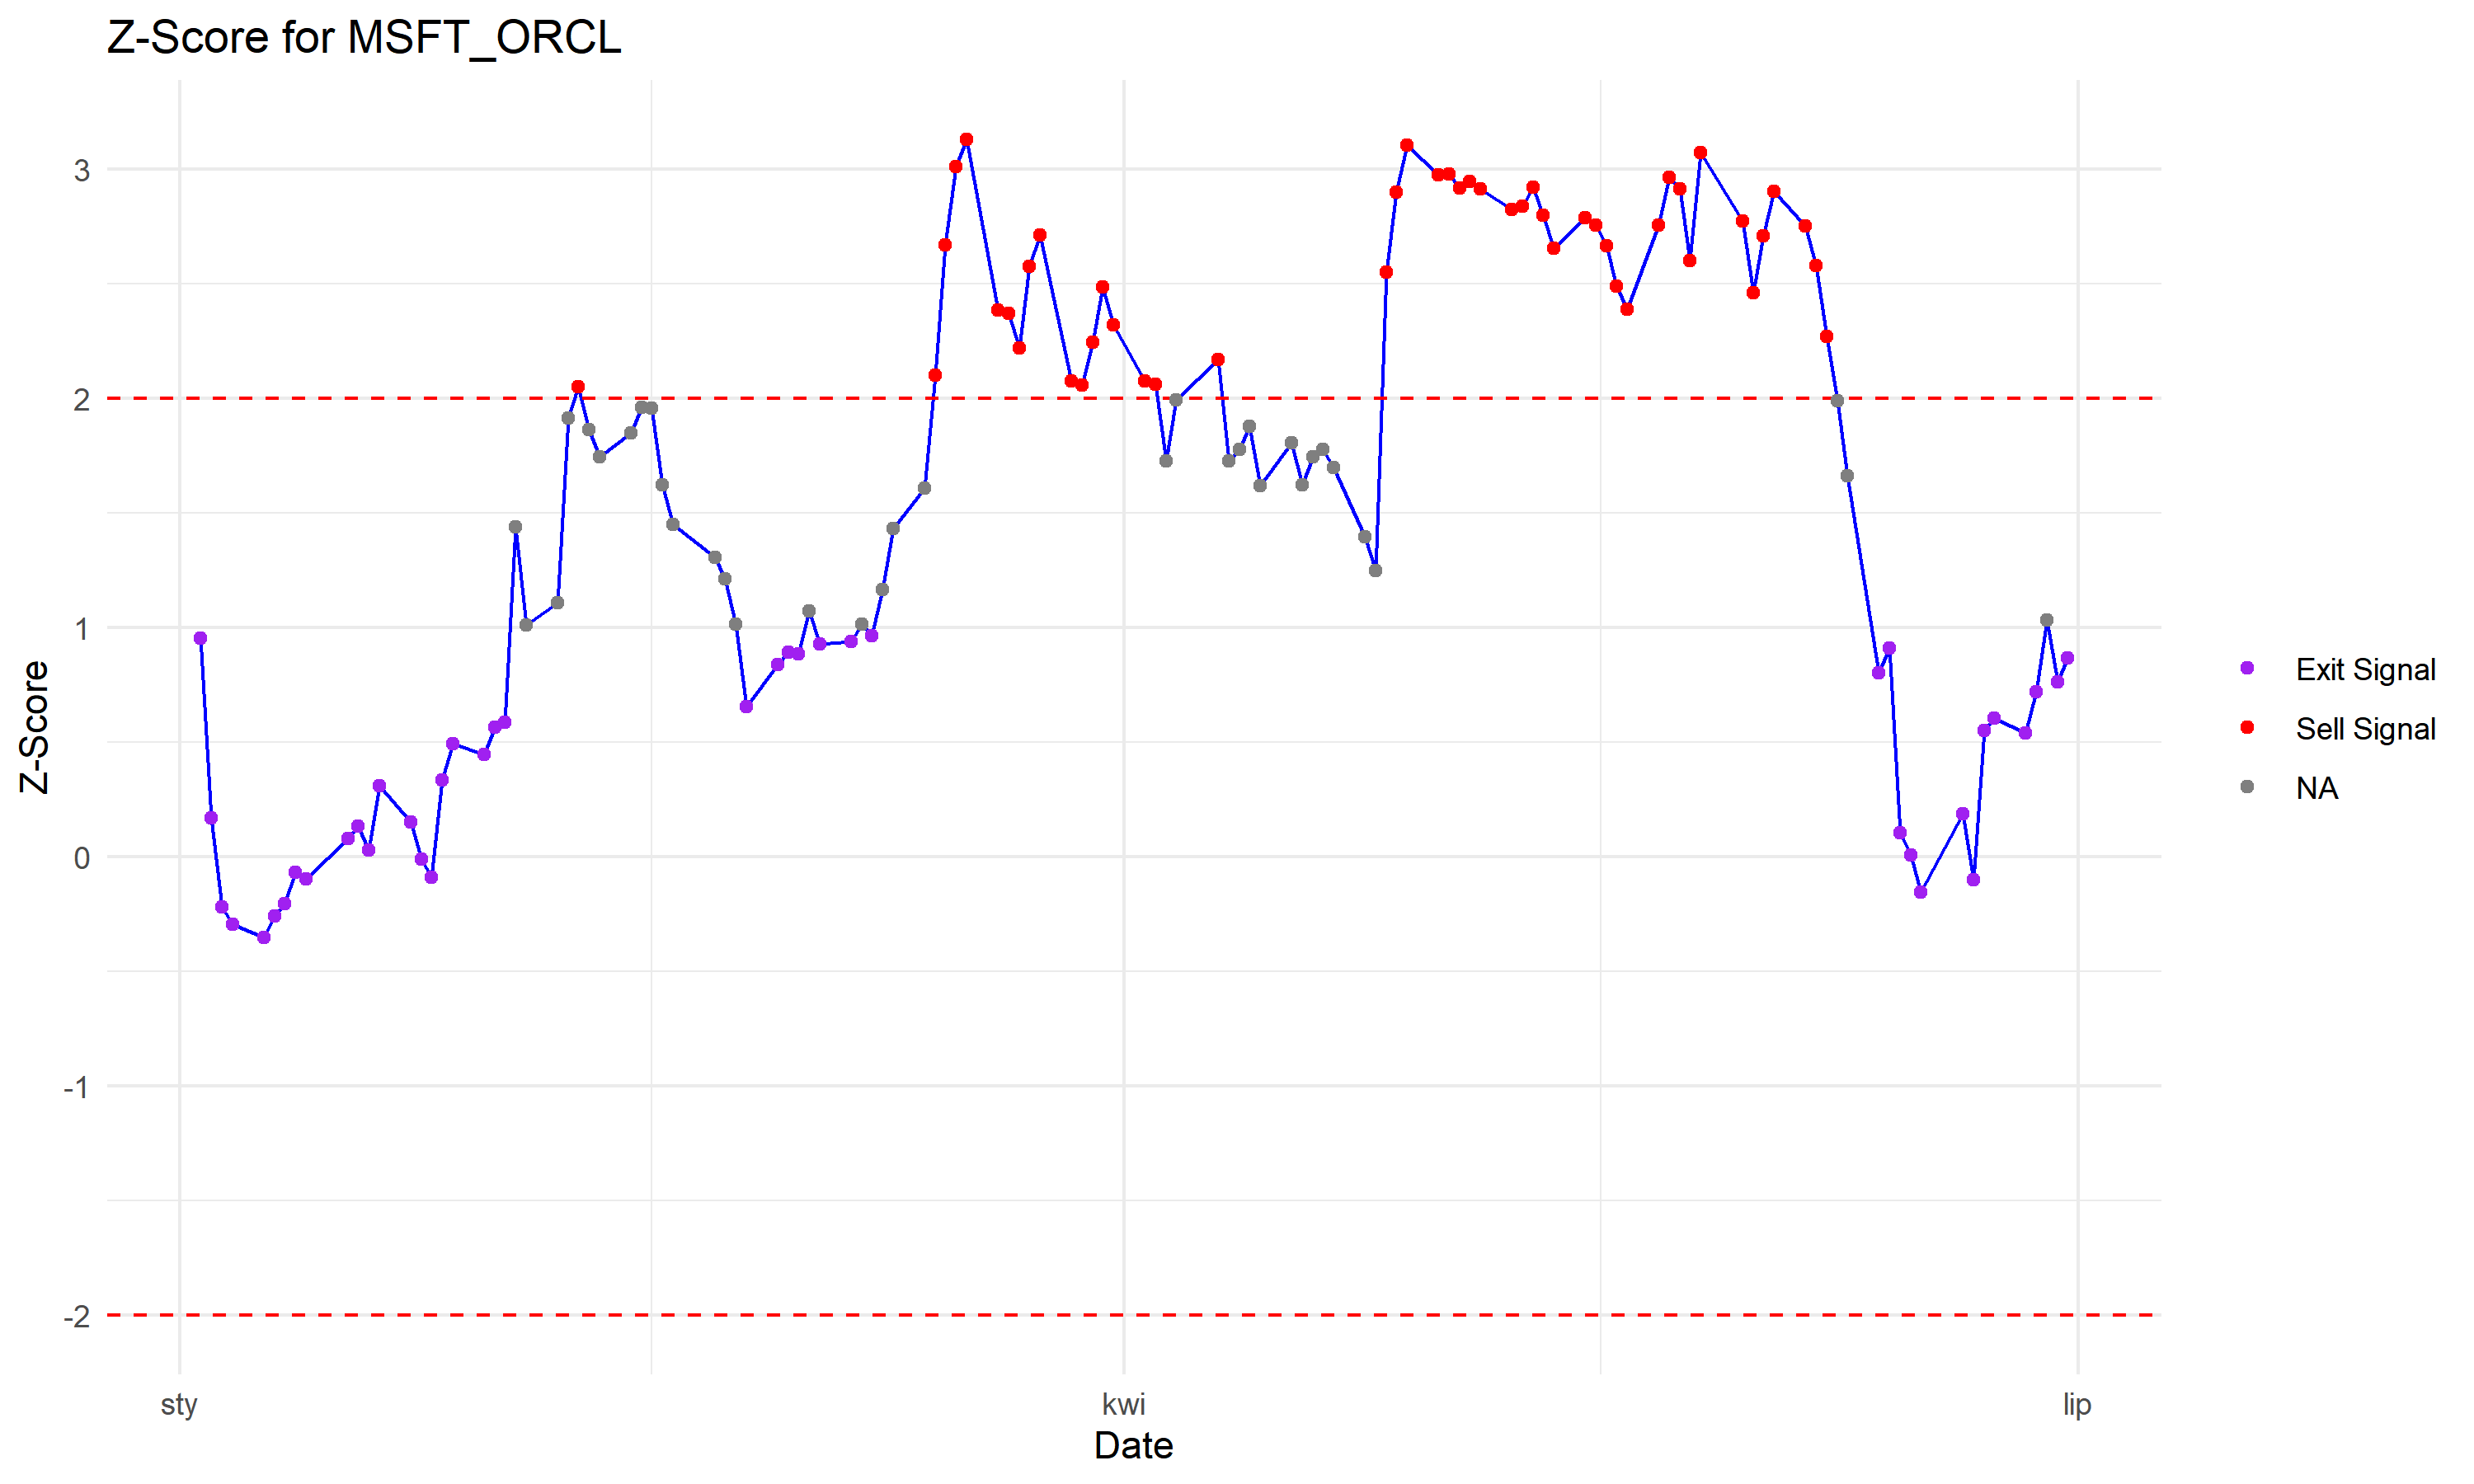 Z-Score for MSFT_ORCL
3
2
1
0
-1
-2
Z-Score
sty
kwi
lip
Date
Exit Signal
Sell Signal
NA